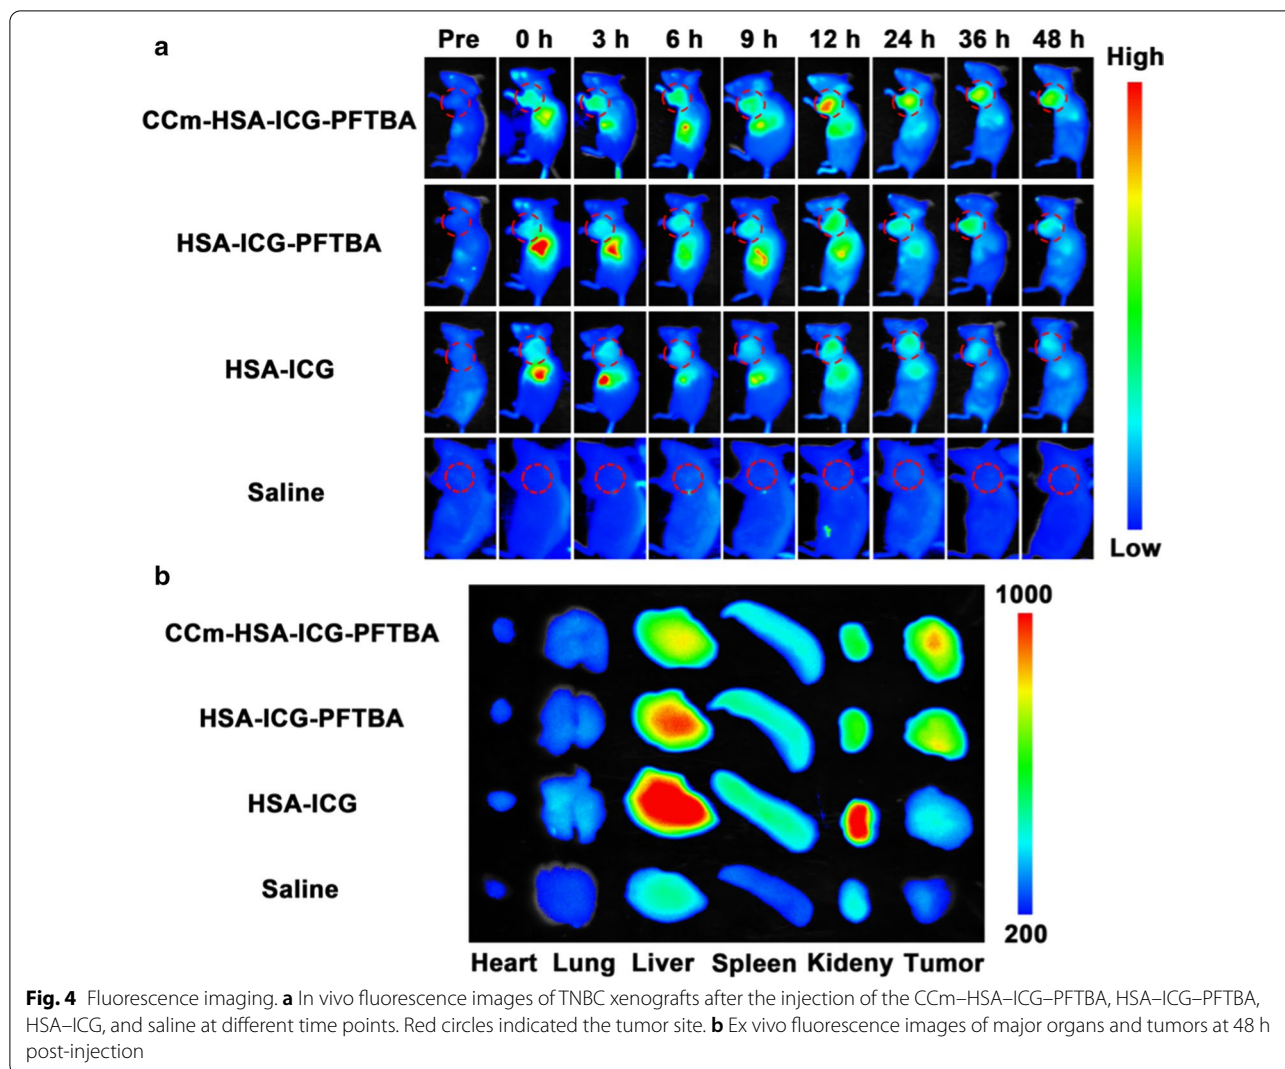 a
Pre 0 h 3 h 6 h 9 h 12 h 24 h 36 h 48 h
High
CCm-HSA-ICG-PFTBA
HSA-ICG-PFTBA
HSA-ICG
Saline
Low
b
1000
CCm-HSA-ICG-PFTBA
HSA-ICG-PFTBA
HSA-ICG
Saline
200
Heart Lung Liver Spleen Kideny Tumor
Fig. 4 Fluorescence imaging. a In vivo fluorescence images of TNBC xenografts after the injection of the CCm–HSA–ICG–PFTBA, HSA–ICG–PFTBA,
HSA–ICG, and saline at different time points. Red circles indicated the tumor site. b Ex vivo fluorescence images of major organs and tumors at 48 h
post-injection